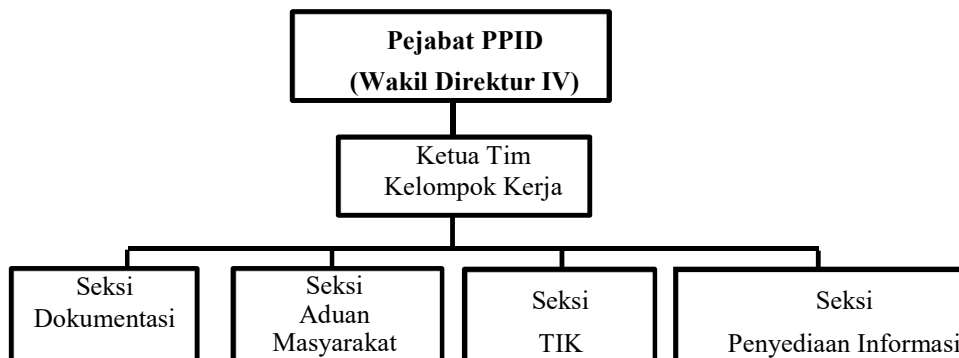 Pejabat PPID
(Wakil Direktur IV)
Ketua Tim
Kelompok Kerja
Seksi
Dokumentasi
Seksi
Aduan
Masyarakat
Seksi
TIK
Seksi
Penyediaan Informasi